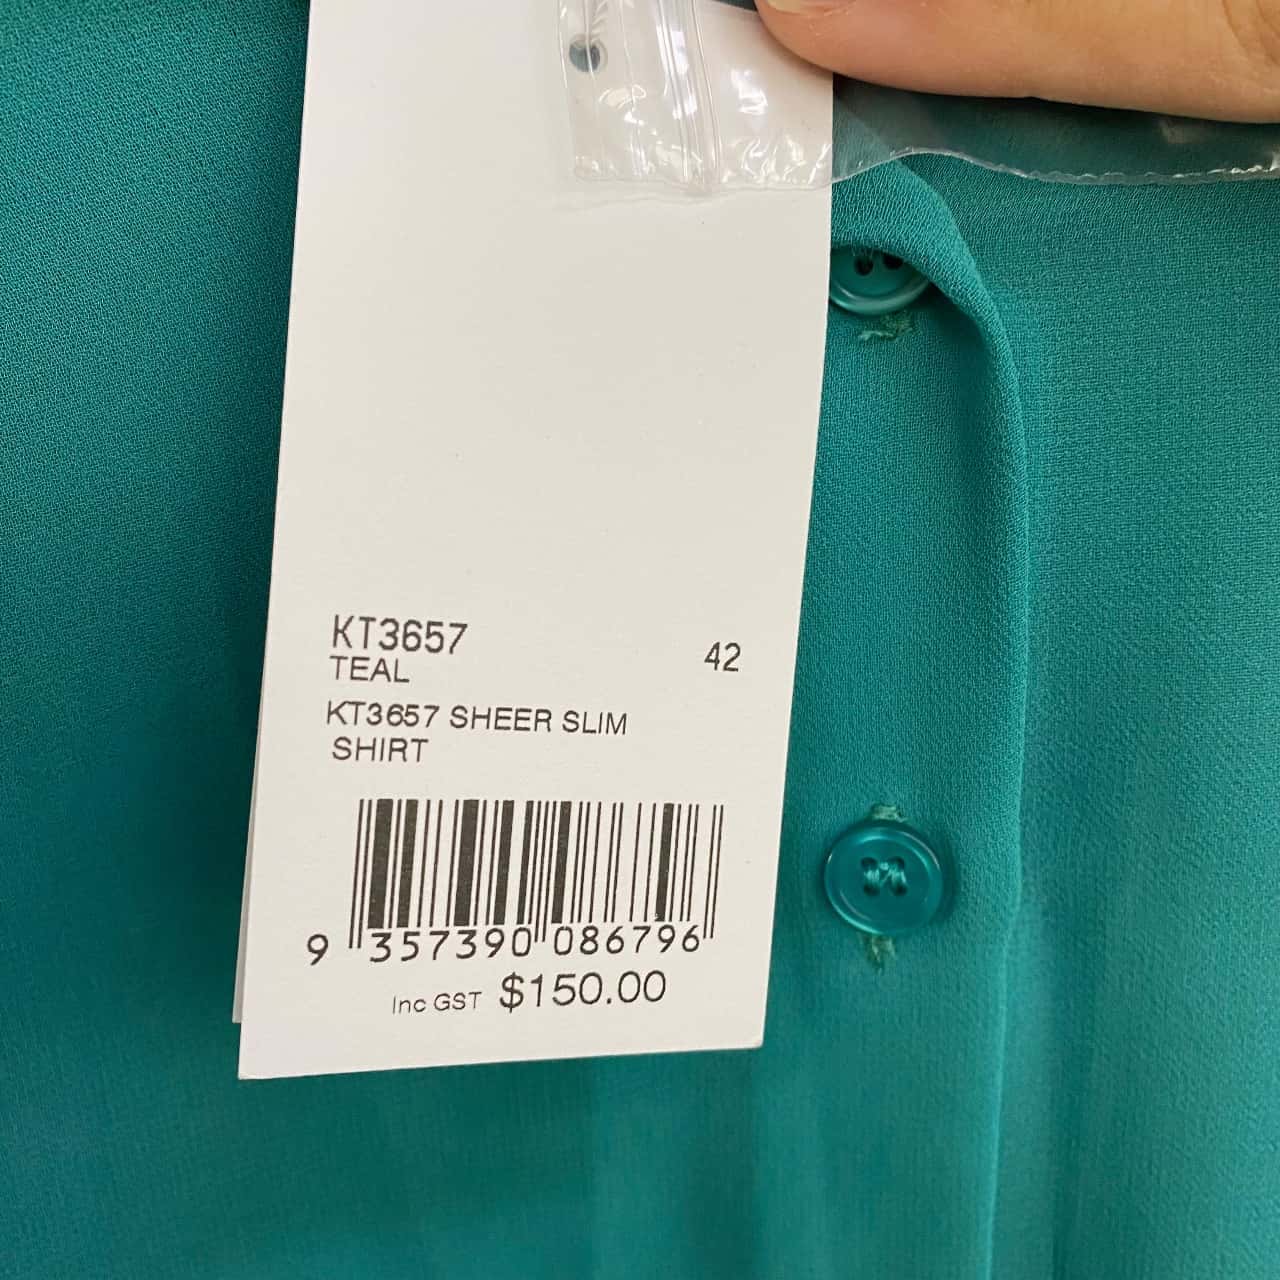 KT3657
TEAL
42
KT3657 SHEER SLIM
SHIRT
9 357390 086796
Inc GST $150.00